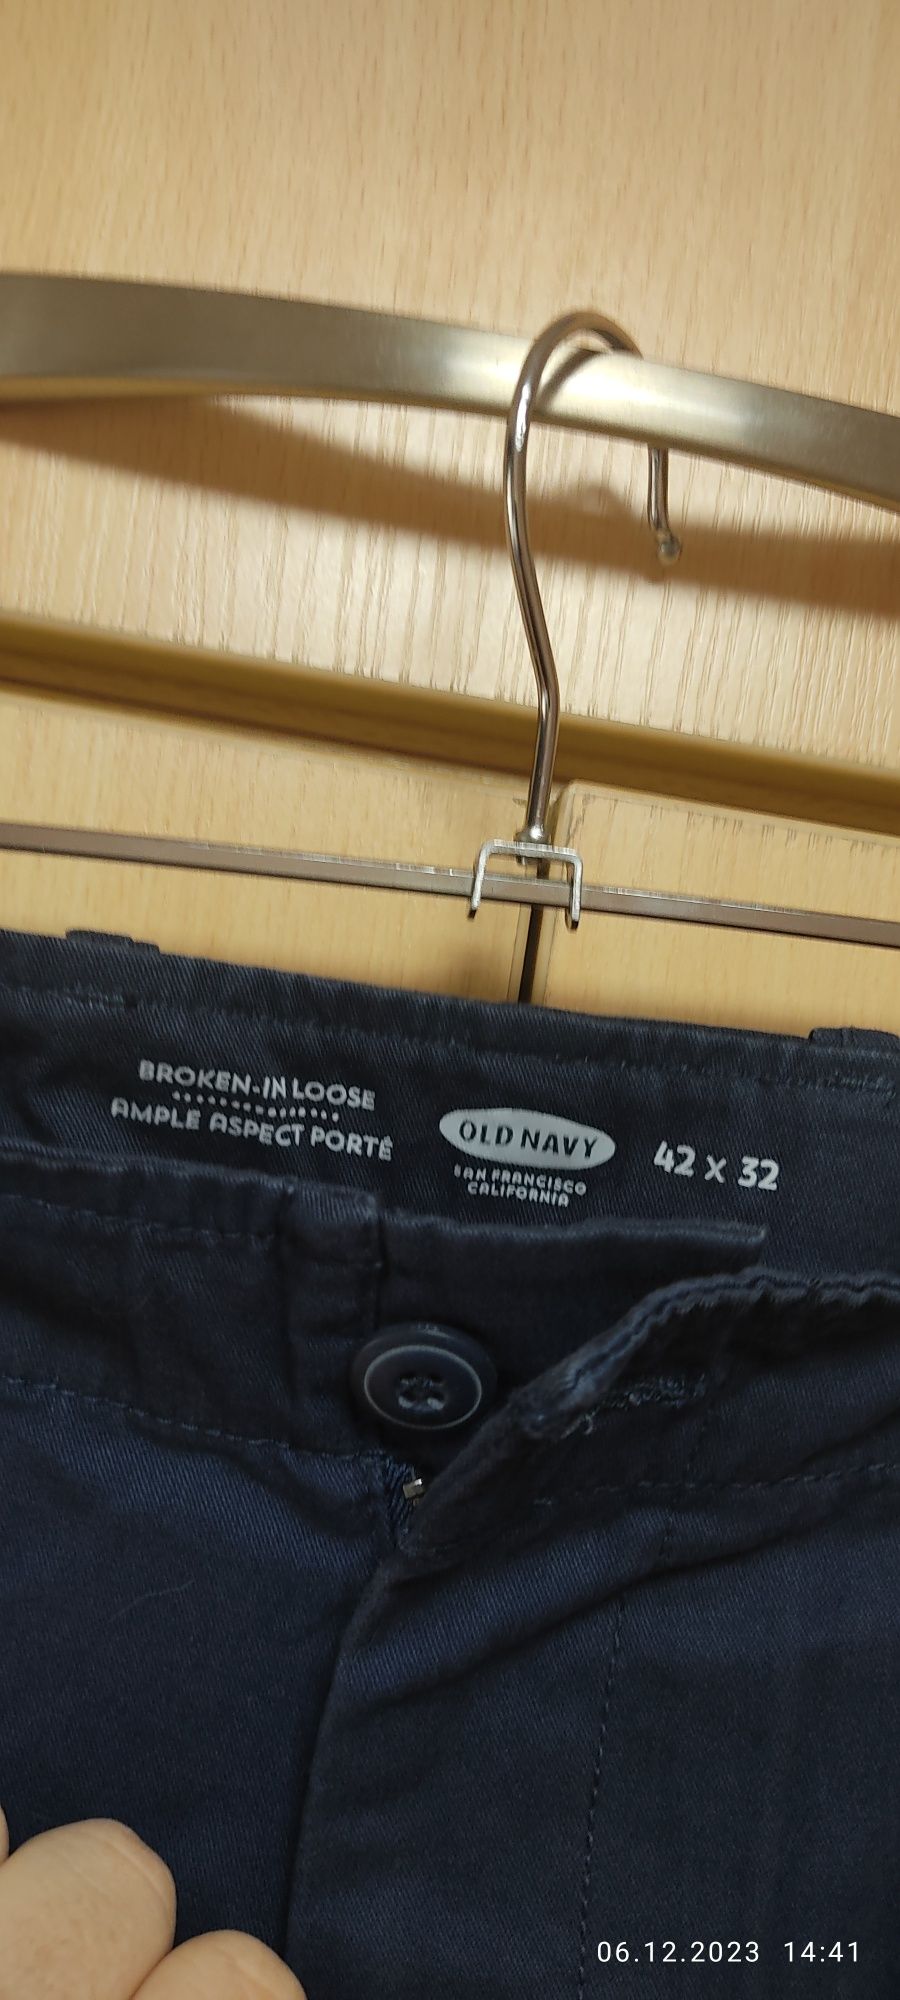 BROKEN-IN LOOSE
AMPLE ASPECT PORTÉ
OLD NAVY
SAN FRANCISCO
CALIFORNIA
42 X 32
06.12.2023 14:41